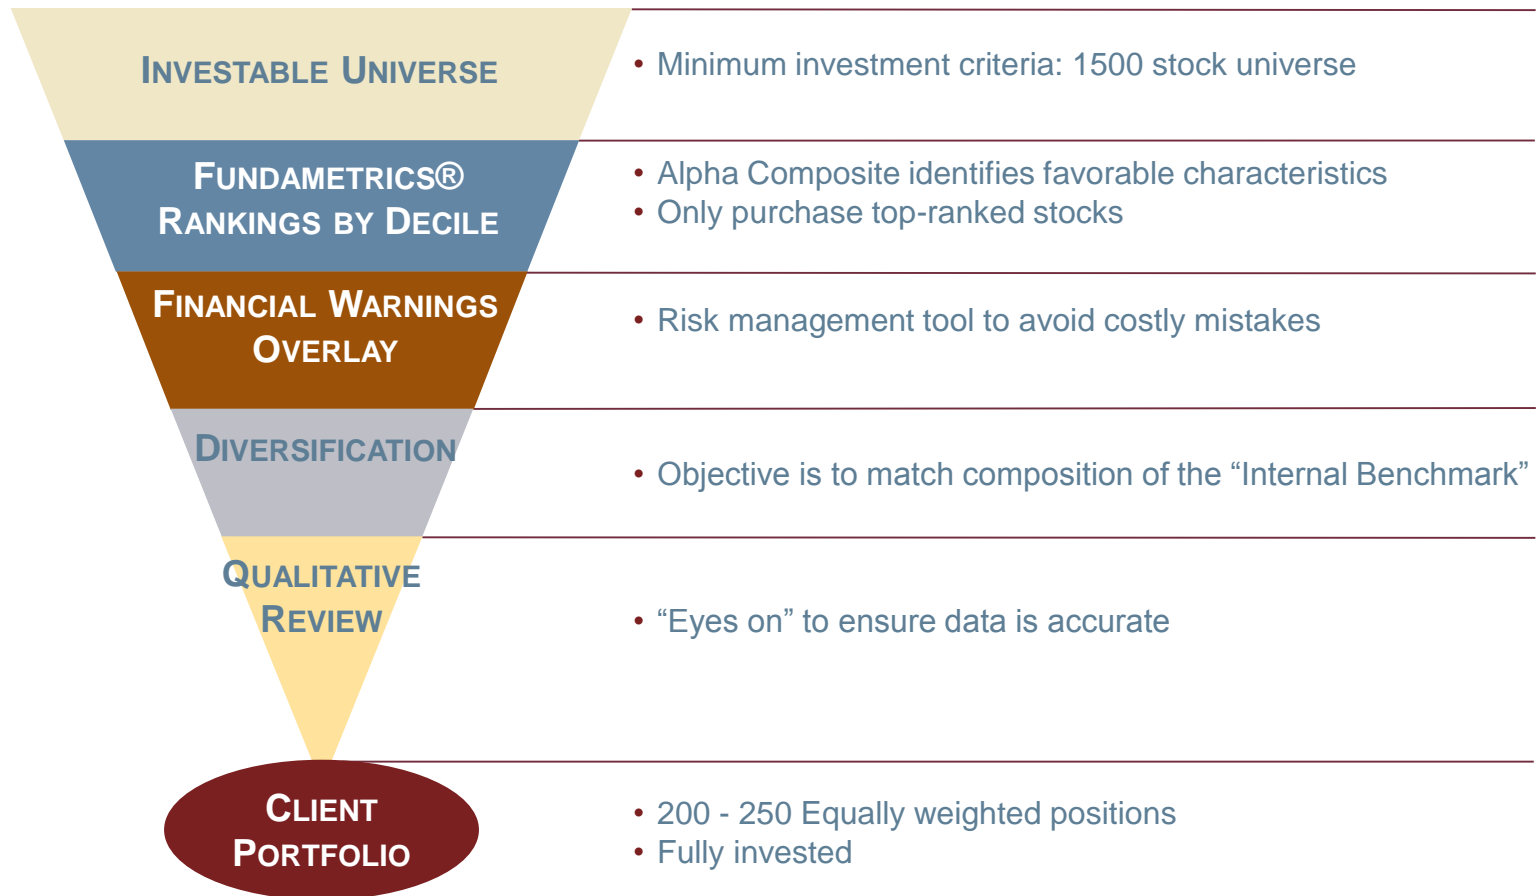 INVESTABLE UNIVERSE
• Minimum investment criteria: 1500 stock universe
FUNDAMETRICS®
RANKINGS BY DECILE
• Alpha Composite identifies favorable characteristics
• Only purchase top-ranked stocks
FINANCIAL WARNINGS
OVERLAY
• Risk management tool to avoid costly mistakes
DIVERSIFICATION
• Objective is to match composition of the “Internal Benchmark”
QUALITATIVE
REVIEW
• “Eyes on” to ensure data is accurate
CLIENT
PORTFOLIO
• 200 - 250 Equally weighted positions
• Fully invested